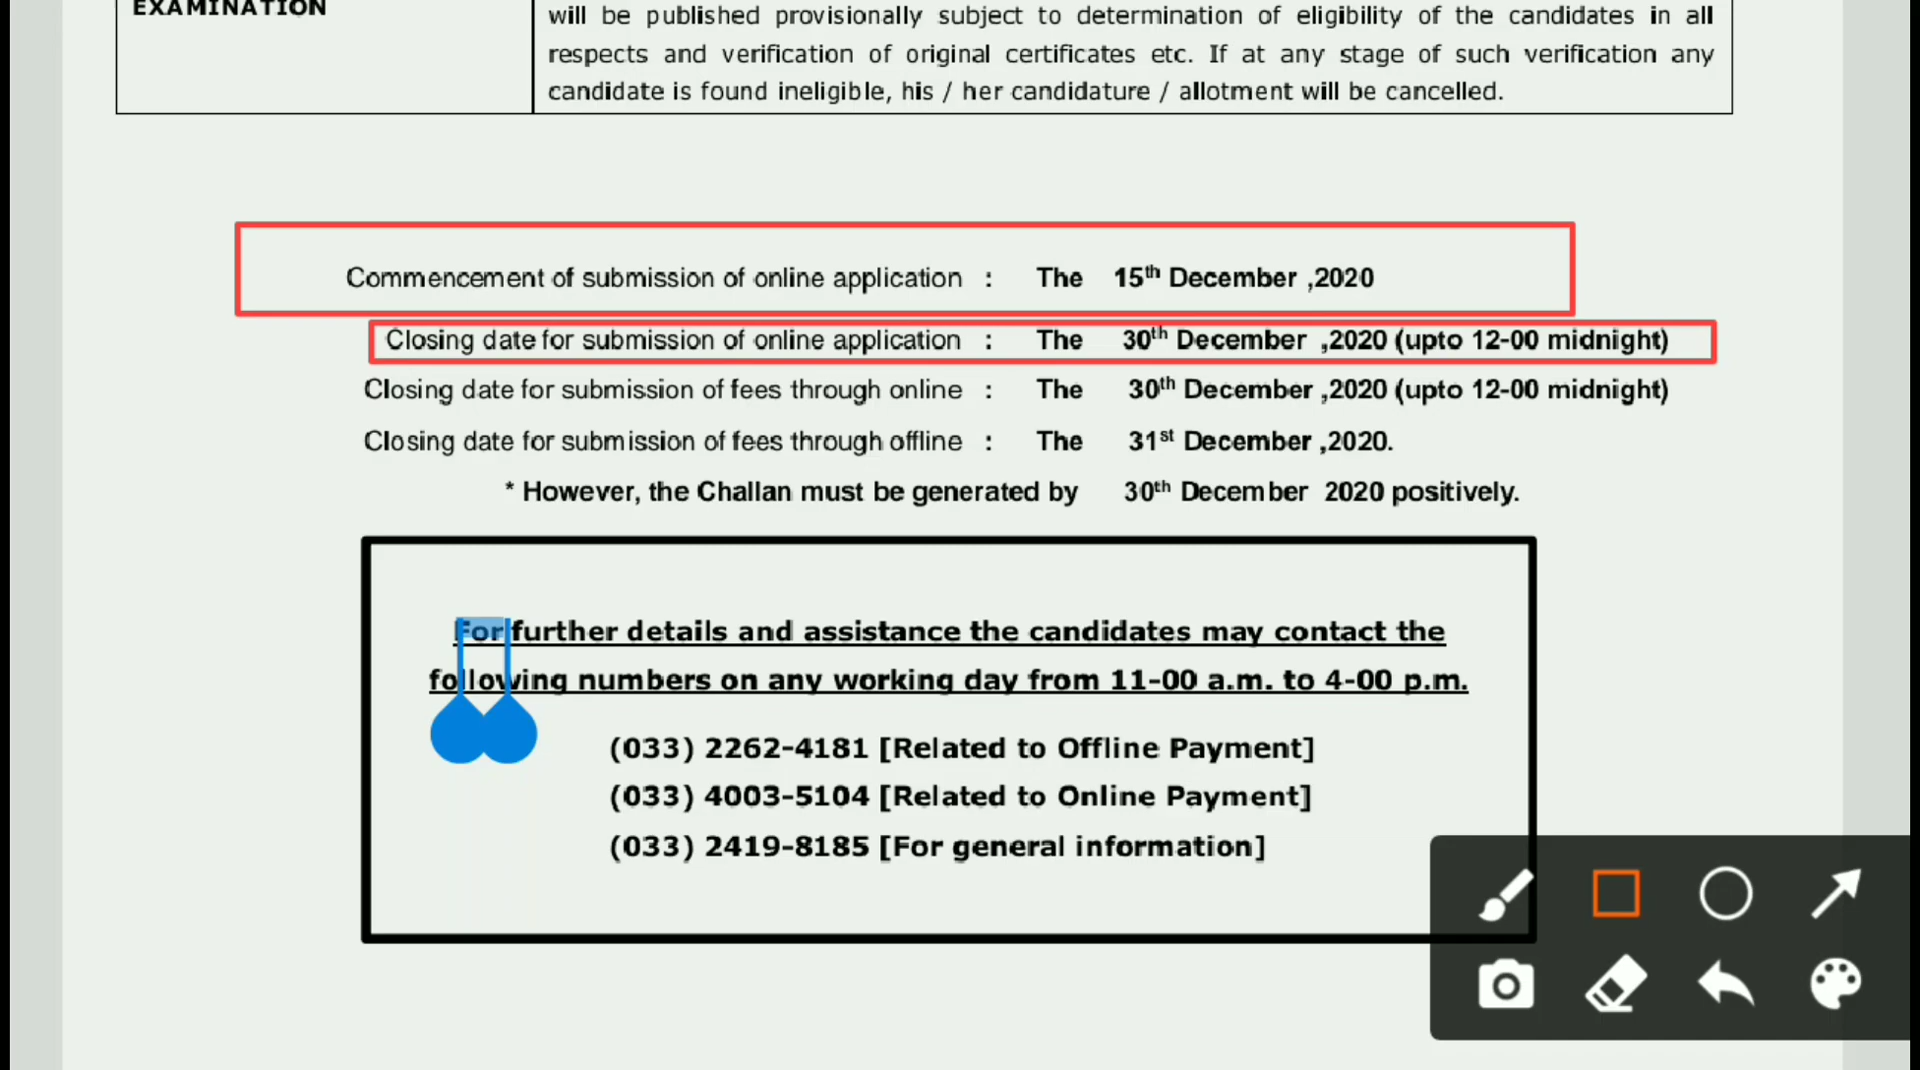 EXAMINATION
will be published provisionally subject to determination of eligibility of the candidates in all
respects and verification of original certificates etc. If at any stage of such verification any
candidate is found ineligible, his / her candidature / allotment will be cancelled.
Commencement of submission of online application : The 15th December ,2020
Closing date for submission of online application : The 30th December ,2020 (upto 12-00 midnight)
Closing date for submission of fees through online : The 30th December ,2020 (upto 12-00 midnight)
Closing date for submission of fees through offline : The 31st December ,2020.
* However, the Challan must be generated by 30th December 2020 positively.
For further details and assistance the candidates may contact the
following numbers on any working day from 11-00 a.m. to 4-00 p.m.
(033) 2262-4181 [Related to Offline Payment]
(033) 4003-5104 [Related to Online Payment]
(033) 2419-8185 [For general information]